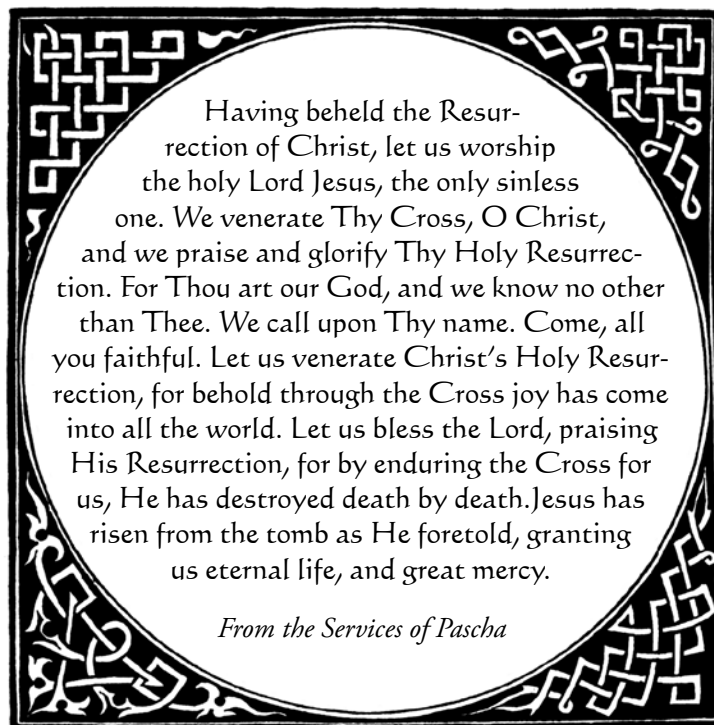 Having beheld the Resur-
rection of Christ, let us worship
the holy Lord Jesus, the only sinless
one. We venerate Thy Cross, O Christ,
and we praise and glorify Thy Holy Resurrec-
tion. For Thou art our God, and we know no other
than Thee. We call upon Thy name. Come, all
you faithful. Let us venerate Christ’s Holy Resur-
rection, for behold through the Cross joy has come
into all the world. Let us bless the Lord, praising
His Resurrection, for by enduring the Cross for
us, He has destroyed death by death.Jesus has
risen from the tomb as He foretold, granting
us eternal life, and great mercy.
From the Services of Pascha